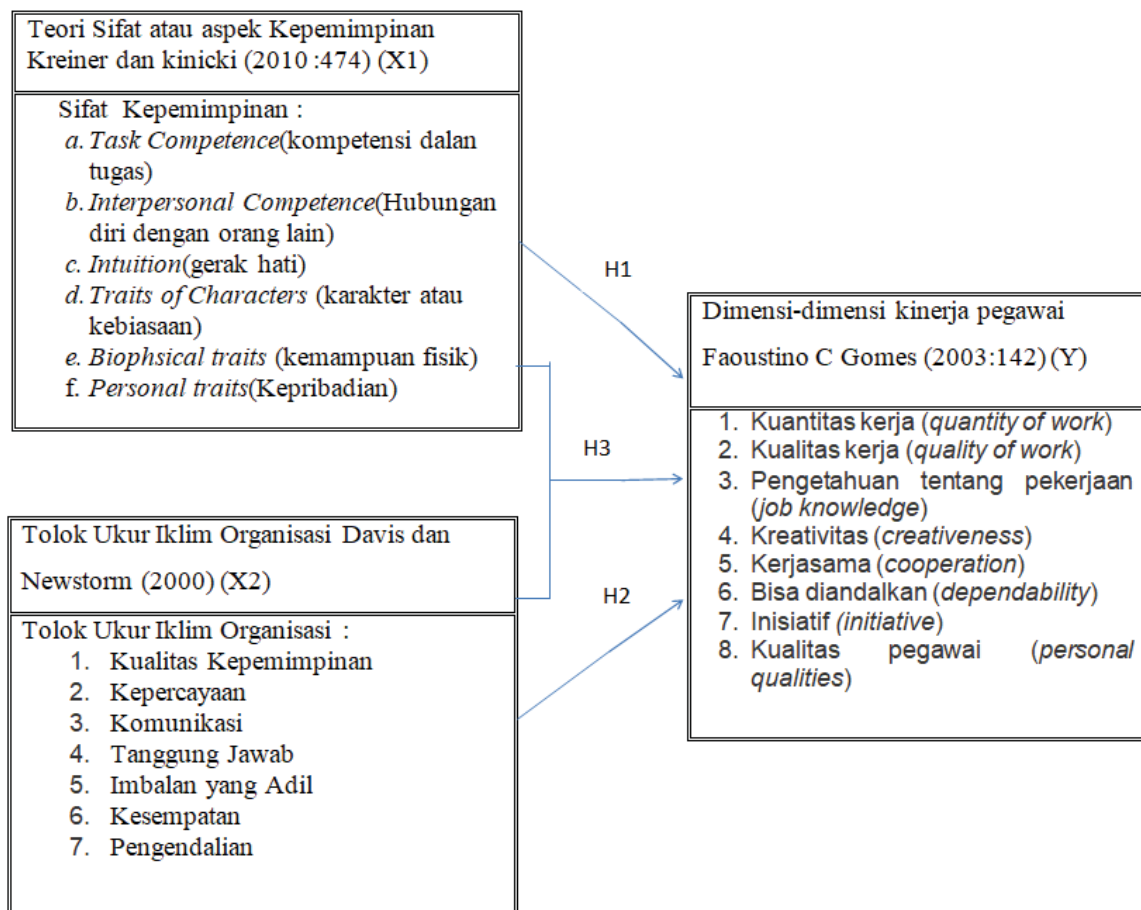 Teori Sifat atau aspek Kepemimpinan
Kreiner dan kinicki (2010 :474) (X1)
Sifat Kepemimpinan :
a. Task Competence(kompetensi dalan
tugas)
b. Interpersonal Competence(Hubungan
diri dengan orang lain)
c. Intuition(gerak hati)
d. Traits of Characters (karakter atau
kebiasaan)
e. Biophsical traits (kemampuan fisik)
f. Personal traits(Kepribadian)
H1
H3
H2
Tolok Ukur Iklim Organisasi Davis dan
Newstorm (2000) (X2)
Tolok Ukur Iklim Organisasi :
1. Kualitas Kepemimpinan
2. Kepercayaan
3. Komunikasi
4. Tanggung Jawab
5. Imbalan yang Adil
6. Kesempatan
7. Pengendalian
Dimensi-dimensi kinerja pegawai
Faoustino C Gomes (2003:142) (Y)
1. Kuantitas kerja (quantity of work)
2. Kualitas kerja (quality of work)
3. Pengetahuan tentang pekerjaan
(job knowledge)
4. Kreativitas (creativeness)
5. Kerjasama (cooperation)
6. Bisa diandalkan (dependability)
7. Inisiatif (initiative)
8. Kualitas pegawai (personal
qualities)